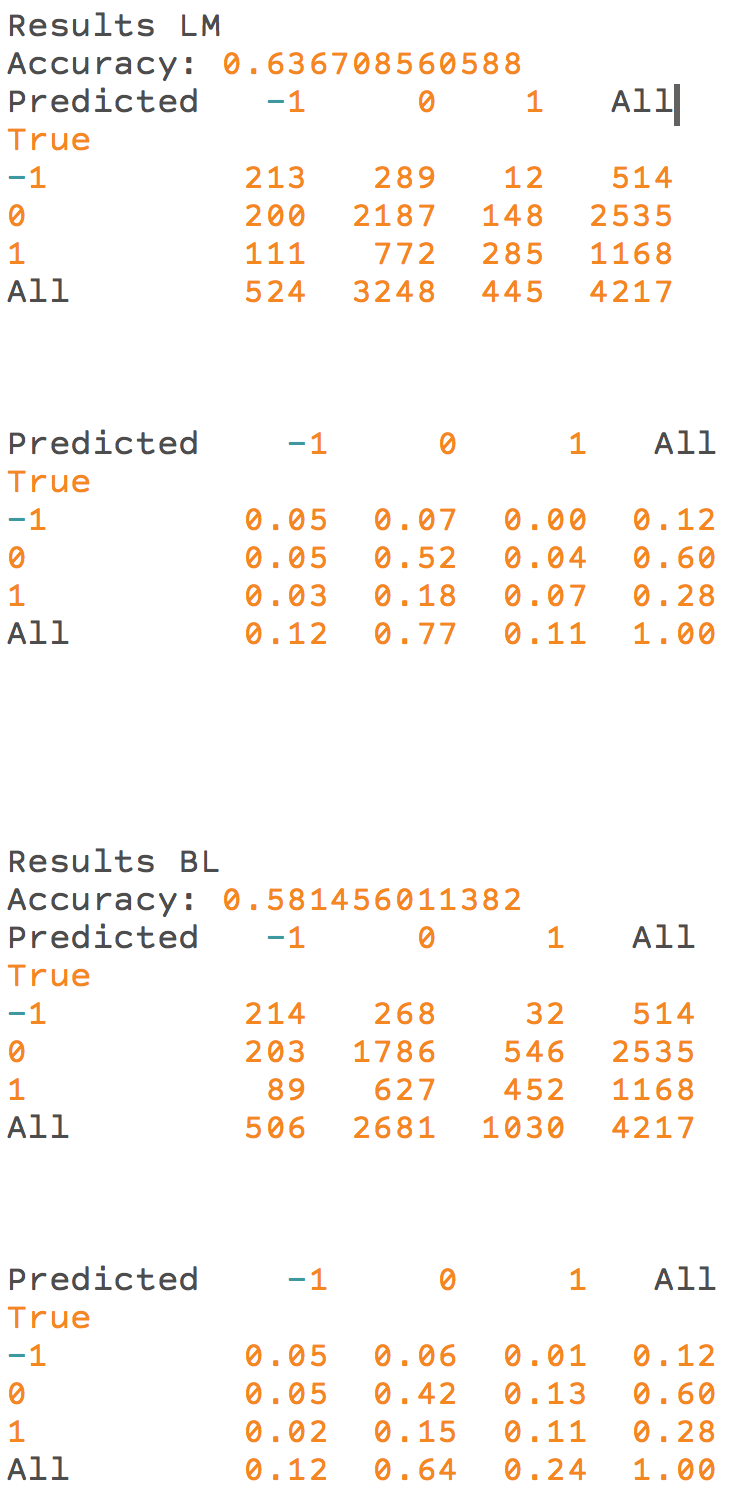 Results LM
Accuracy: 0.636708560588
Predicted -1 0 1 All
True
-1 213 289 12 514
0 200 2187 148 2535
1 111 772 285 1168
All 524 3248 445 4217
Predicted -1 0 1 All
True
-1 0.05 0.07 0.00 0.12
0 0.05 0.52 0.04 0.60
1 0.03 0.18 0.07 0.28
All 0.12 0.77 0.11 1.00
Results BL
Accuracy: 0.581456011382
Predicted -1 0 1 All
True
-1 214 268 32 514
0 203 1786 546 2535
1 89 627 452 1168
All 506 2681 1030 4217
Predicted -1 0 1 All
True
-1 0.05 0.06 0.01 0.12
0 0.05 0.42 0.13 0.60
1 0.02 0.15 0.11 0.28
All 0.12 0.64 0.24 1.00